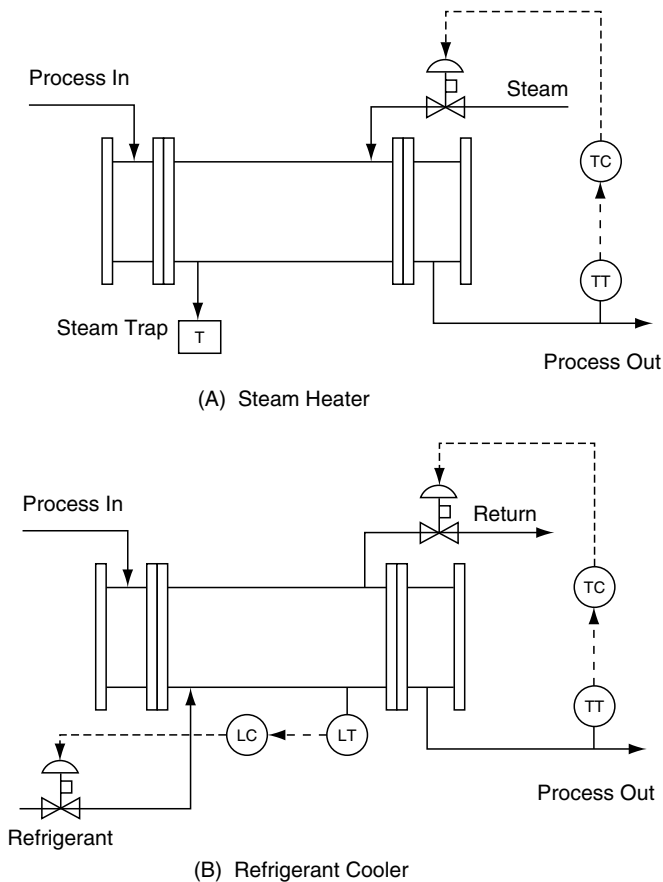 Process In
Steam
TC
TT
Steam Trap
T
Process Out
(A) Steam Heater
Process In
Return
TC
TT
LC
LT
Process Out
Refrigerant
(B) Refrigerant Cooler